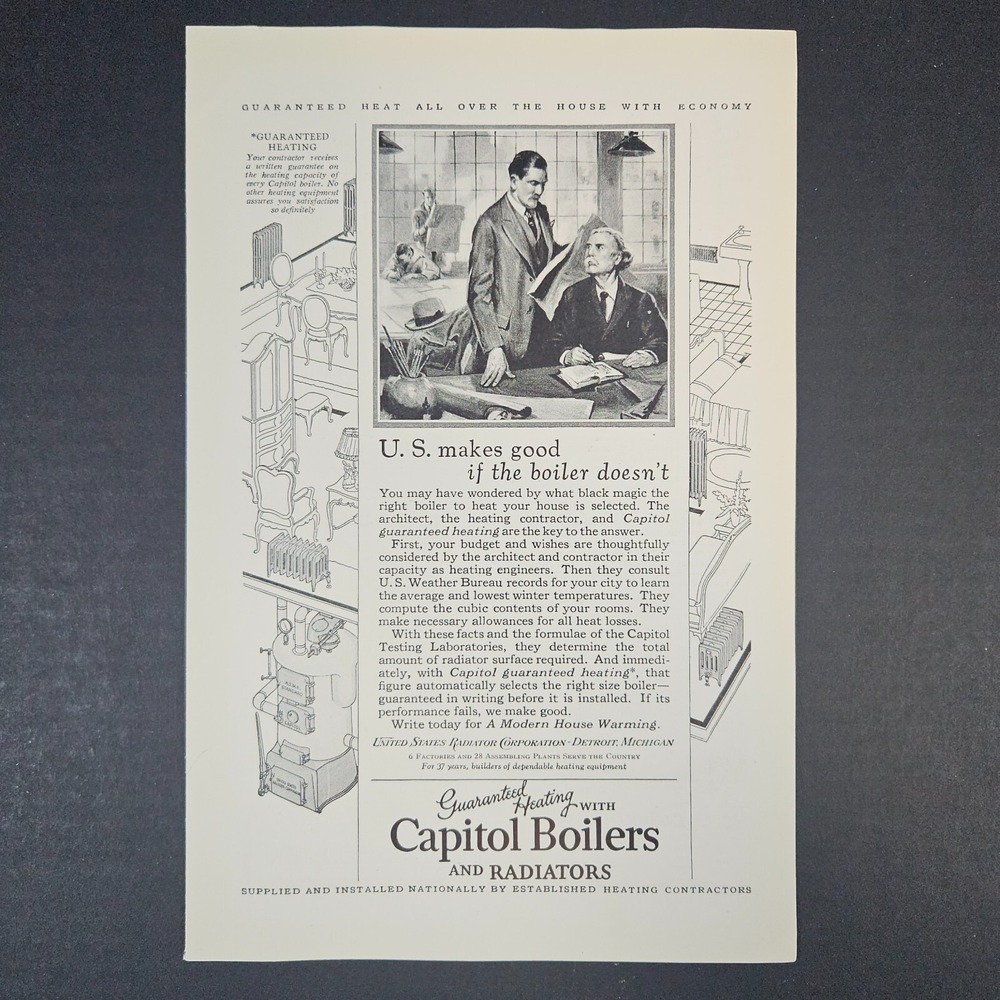 GUARANTEED HEAT ALL OVER THE HOUSE WITH ECONOMY
*GUARANTEED
HEATING
Your contractor receives
a written guarantee on
the heating capacity of
every Capitol boiler. No
other heating equipment
assures you satisfaction
so definitely
U. S. makes good
if the boiler doesn't
You may have wondered by what black magic the
right boiler to heat your house is selected. The
architect, the heating contractor, and Capitol
guaranteed heating are the key to the answer.
First, your budget and wishes are thoughtfully
considered by the architect and contractor in their
capacity as heating engineers. Then they consult
U. S. Weather Bureau records for your city to learn
the average and lowest winter temperatures. They
compute the cubic contents of your rooms. They
make necessary allowances for all heat losses.
With these facts and the formulae of the Capitol
Testing Laboratories, they determine the total
amount of radiator surface required. And immedi-
ately, with Capitol guaranteed heating*, that
figure automatically selects the right size boiler—
guaranteed in writing before it is installed. If its
performance fails, we make good.
Write today for A Modern House Warming.
UNITED STATES RADIATOR CORPORATION - DETROIT, MICHIGAN
6 FACTORIES AND 28 ASSEMBLING PLANTS SERVE THE COUNTRY
For 37 years, builders of dependable heating equipment
Guaranteed Heating WITH
Capitol Boilers
AND RADIATORS
SUPPLIED AND INSTALLED NATIONALLY BY ESTABLISHED HEATING CONTRACTORS